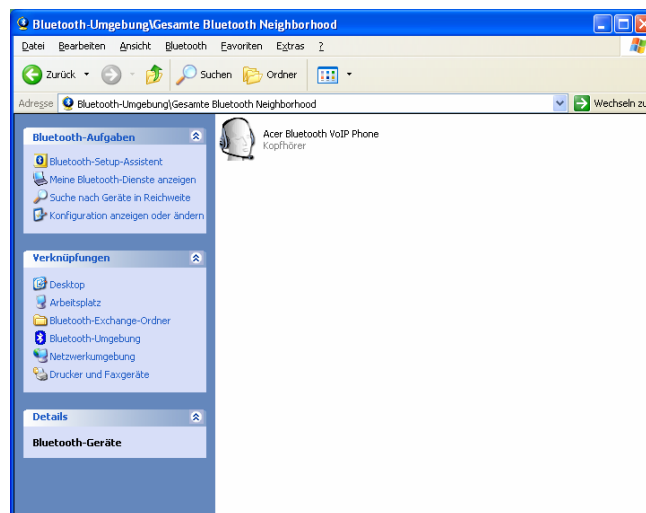 Bluetooth-Umgebung\Gesamte Bluetooth Neighborhood
Datei Bearbeiten Ansicht Bluetooth Favoriten Extras ?
Zurück Suchen Ordner
Adresse Bluetooth-Umgebung\Gesamte Bluetooth Neighborhood Wechseln zu
Bluetooth-Aufgaben
Bluetooth-Setup-Assistent
Meine Bluetooth-Dienste anzeigen
Suche nach Geräte in Reichweite
Konfiguration anzeigen oder ändern
Verknüpfungen
Desktop
Arbeitsplatz
Bluetooth-Exchange-Ordner
Bluetooth-Umgebung
Netzwerkumgebung
Drucker und Faxgeräte
Details
Bluetooth-Geräte
Acer Bluetooth VoIP Phone
Kopfhörer